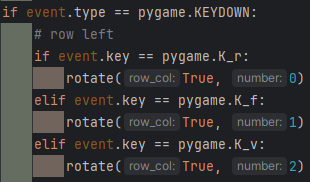 if event.type == pygame.KEYDOWN:
    # row left
    if event.key == pygame.K_r:
        rotate( row_col: True, number: 0)
    elif event.key == pygame.K_f:
        rotate( row_col: True, number: 1)
    elif event.key == pygame.K_v:
        rotate( row_col: True, number: 2)